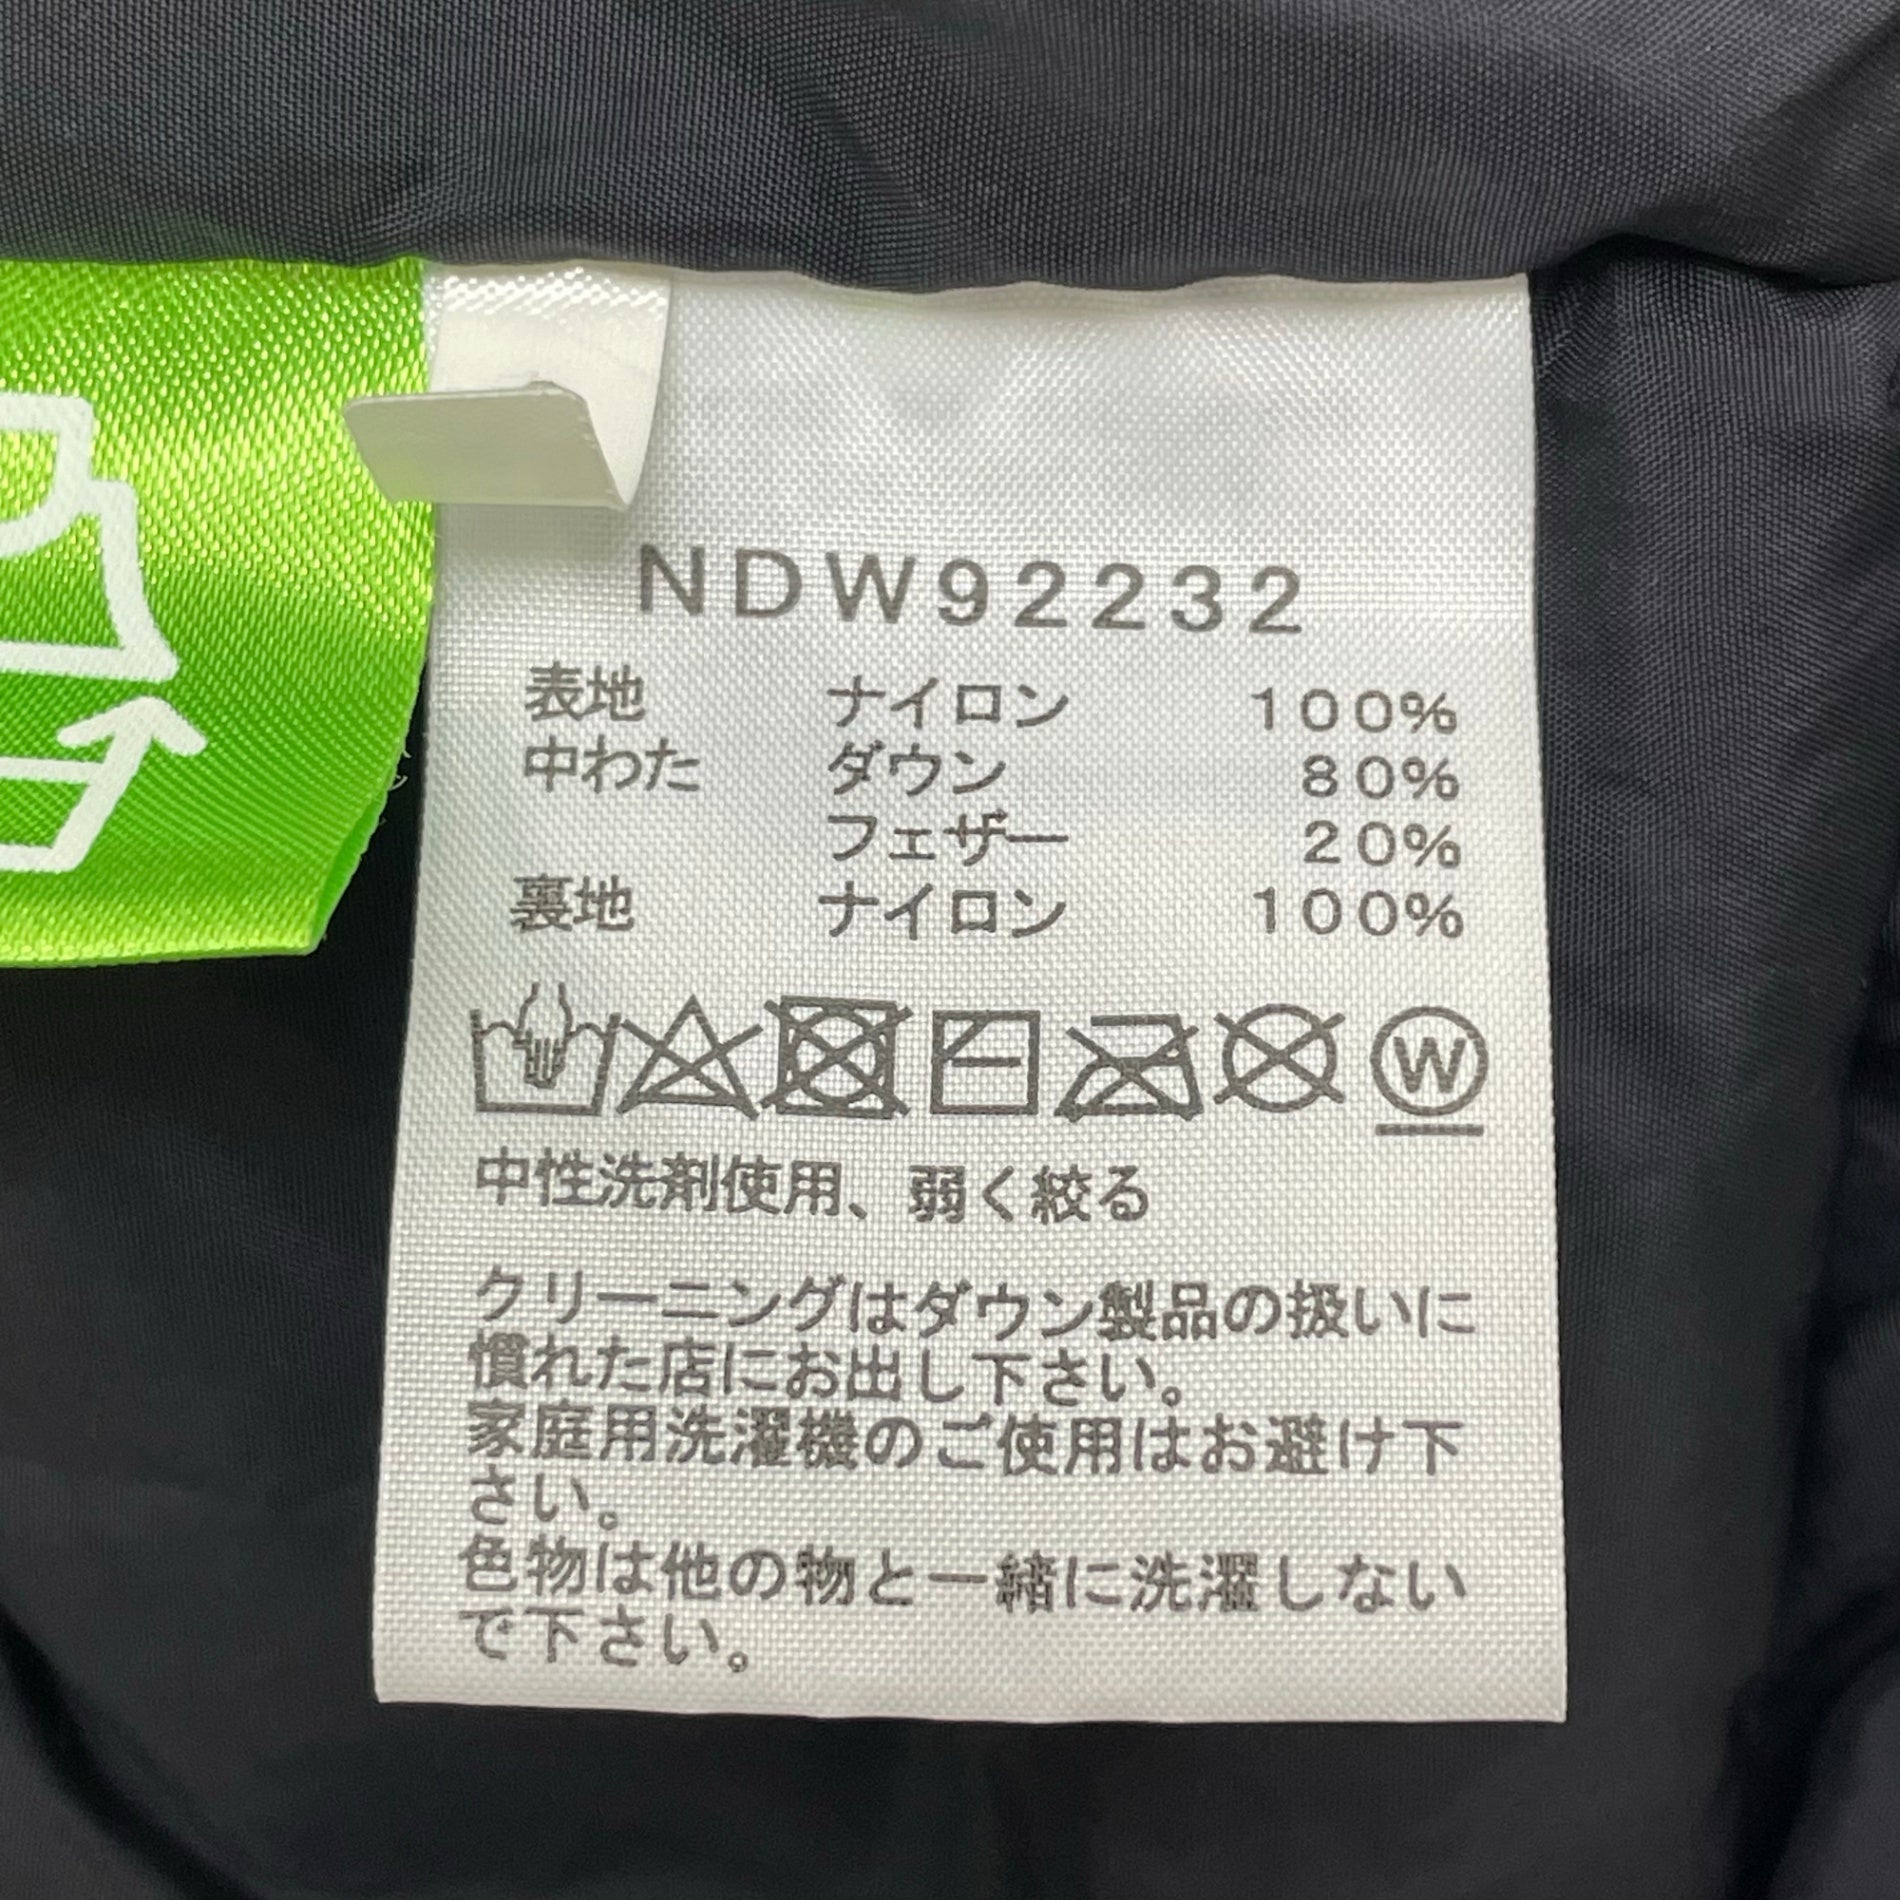 NDW92232
表地 ナイロン 100%
中わた ダウン 80%
フェザー 20%
裏地 ナイロン 100%
W
中性洗剤使用、弱く絞る
クリーニングはダウン製品の扱いに
慣れた店にお出し下さい。
家庭用洗濯機のご使用はお避け下
さい。
色物は他の物と一緒に洗濯しない
で下さい。